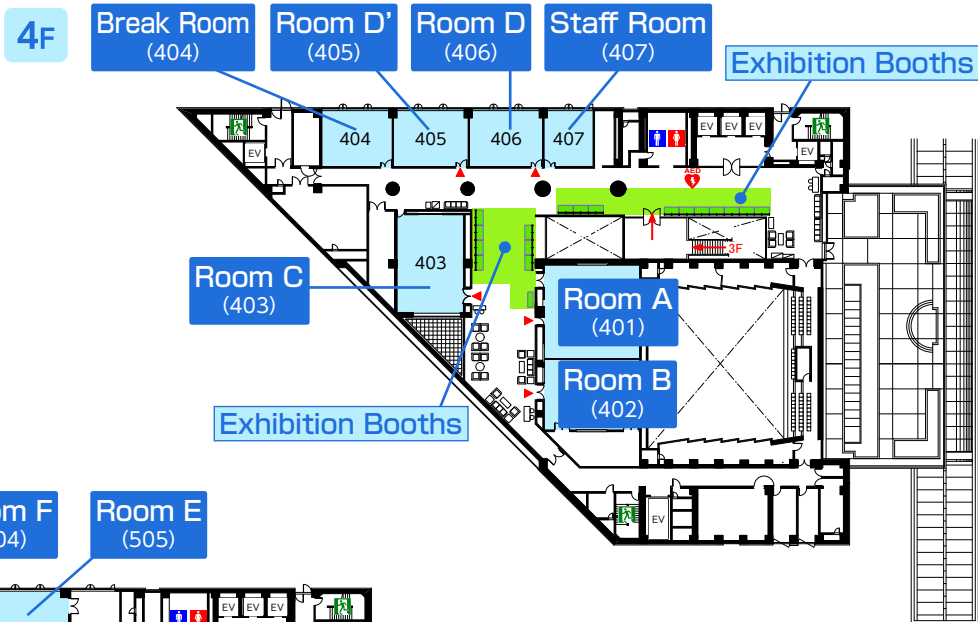 4F
Break Room
(404)
Room D'
(405)
Room D
(406)
Staff Room
(407)
Exhibition Booths
404
405
406
407
EV
EV
EV
EV
EV
AED
3F
403
Room C
(403)
Room A
(401)
Room B
(402)
Exhibition Booths
EV
Room E
(505)
EV
EV
EV